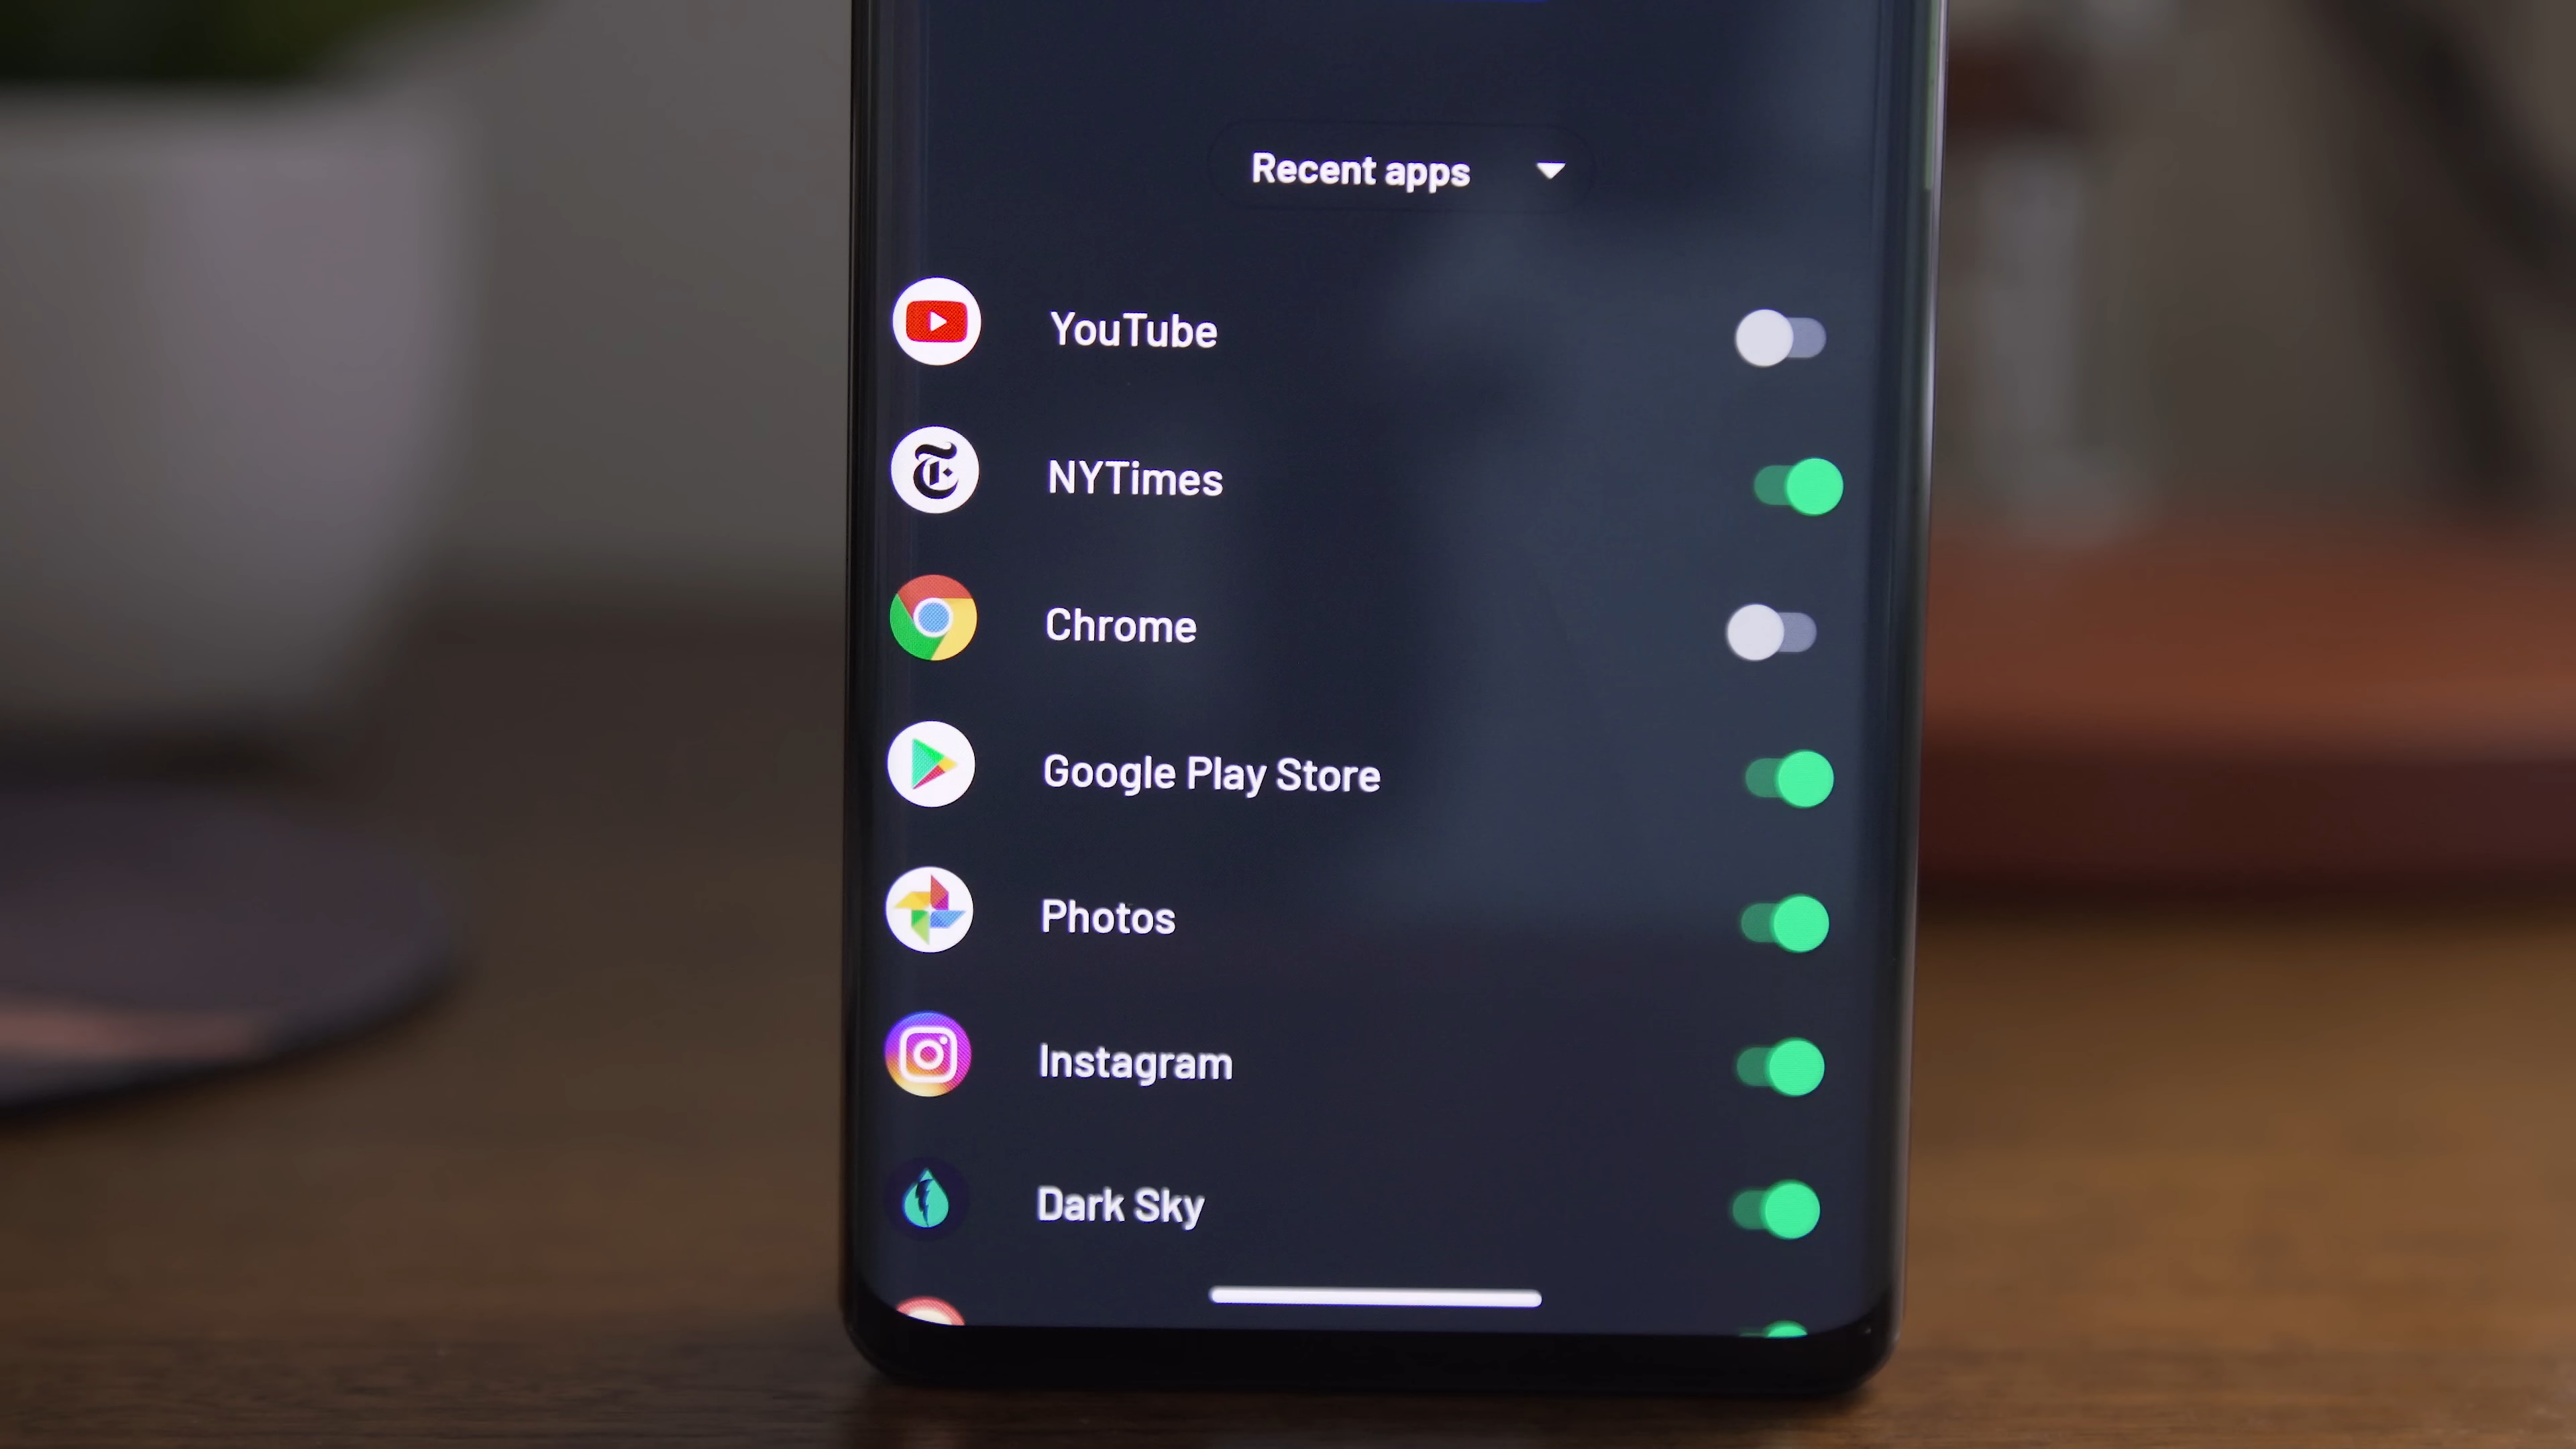 Recent apps
YouTube
NYTimes
Chrome
Google Play Store
Photos
Instagram
Dark Sky